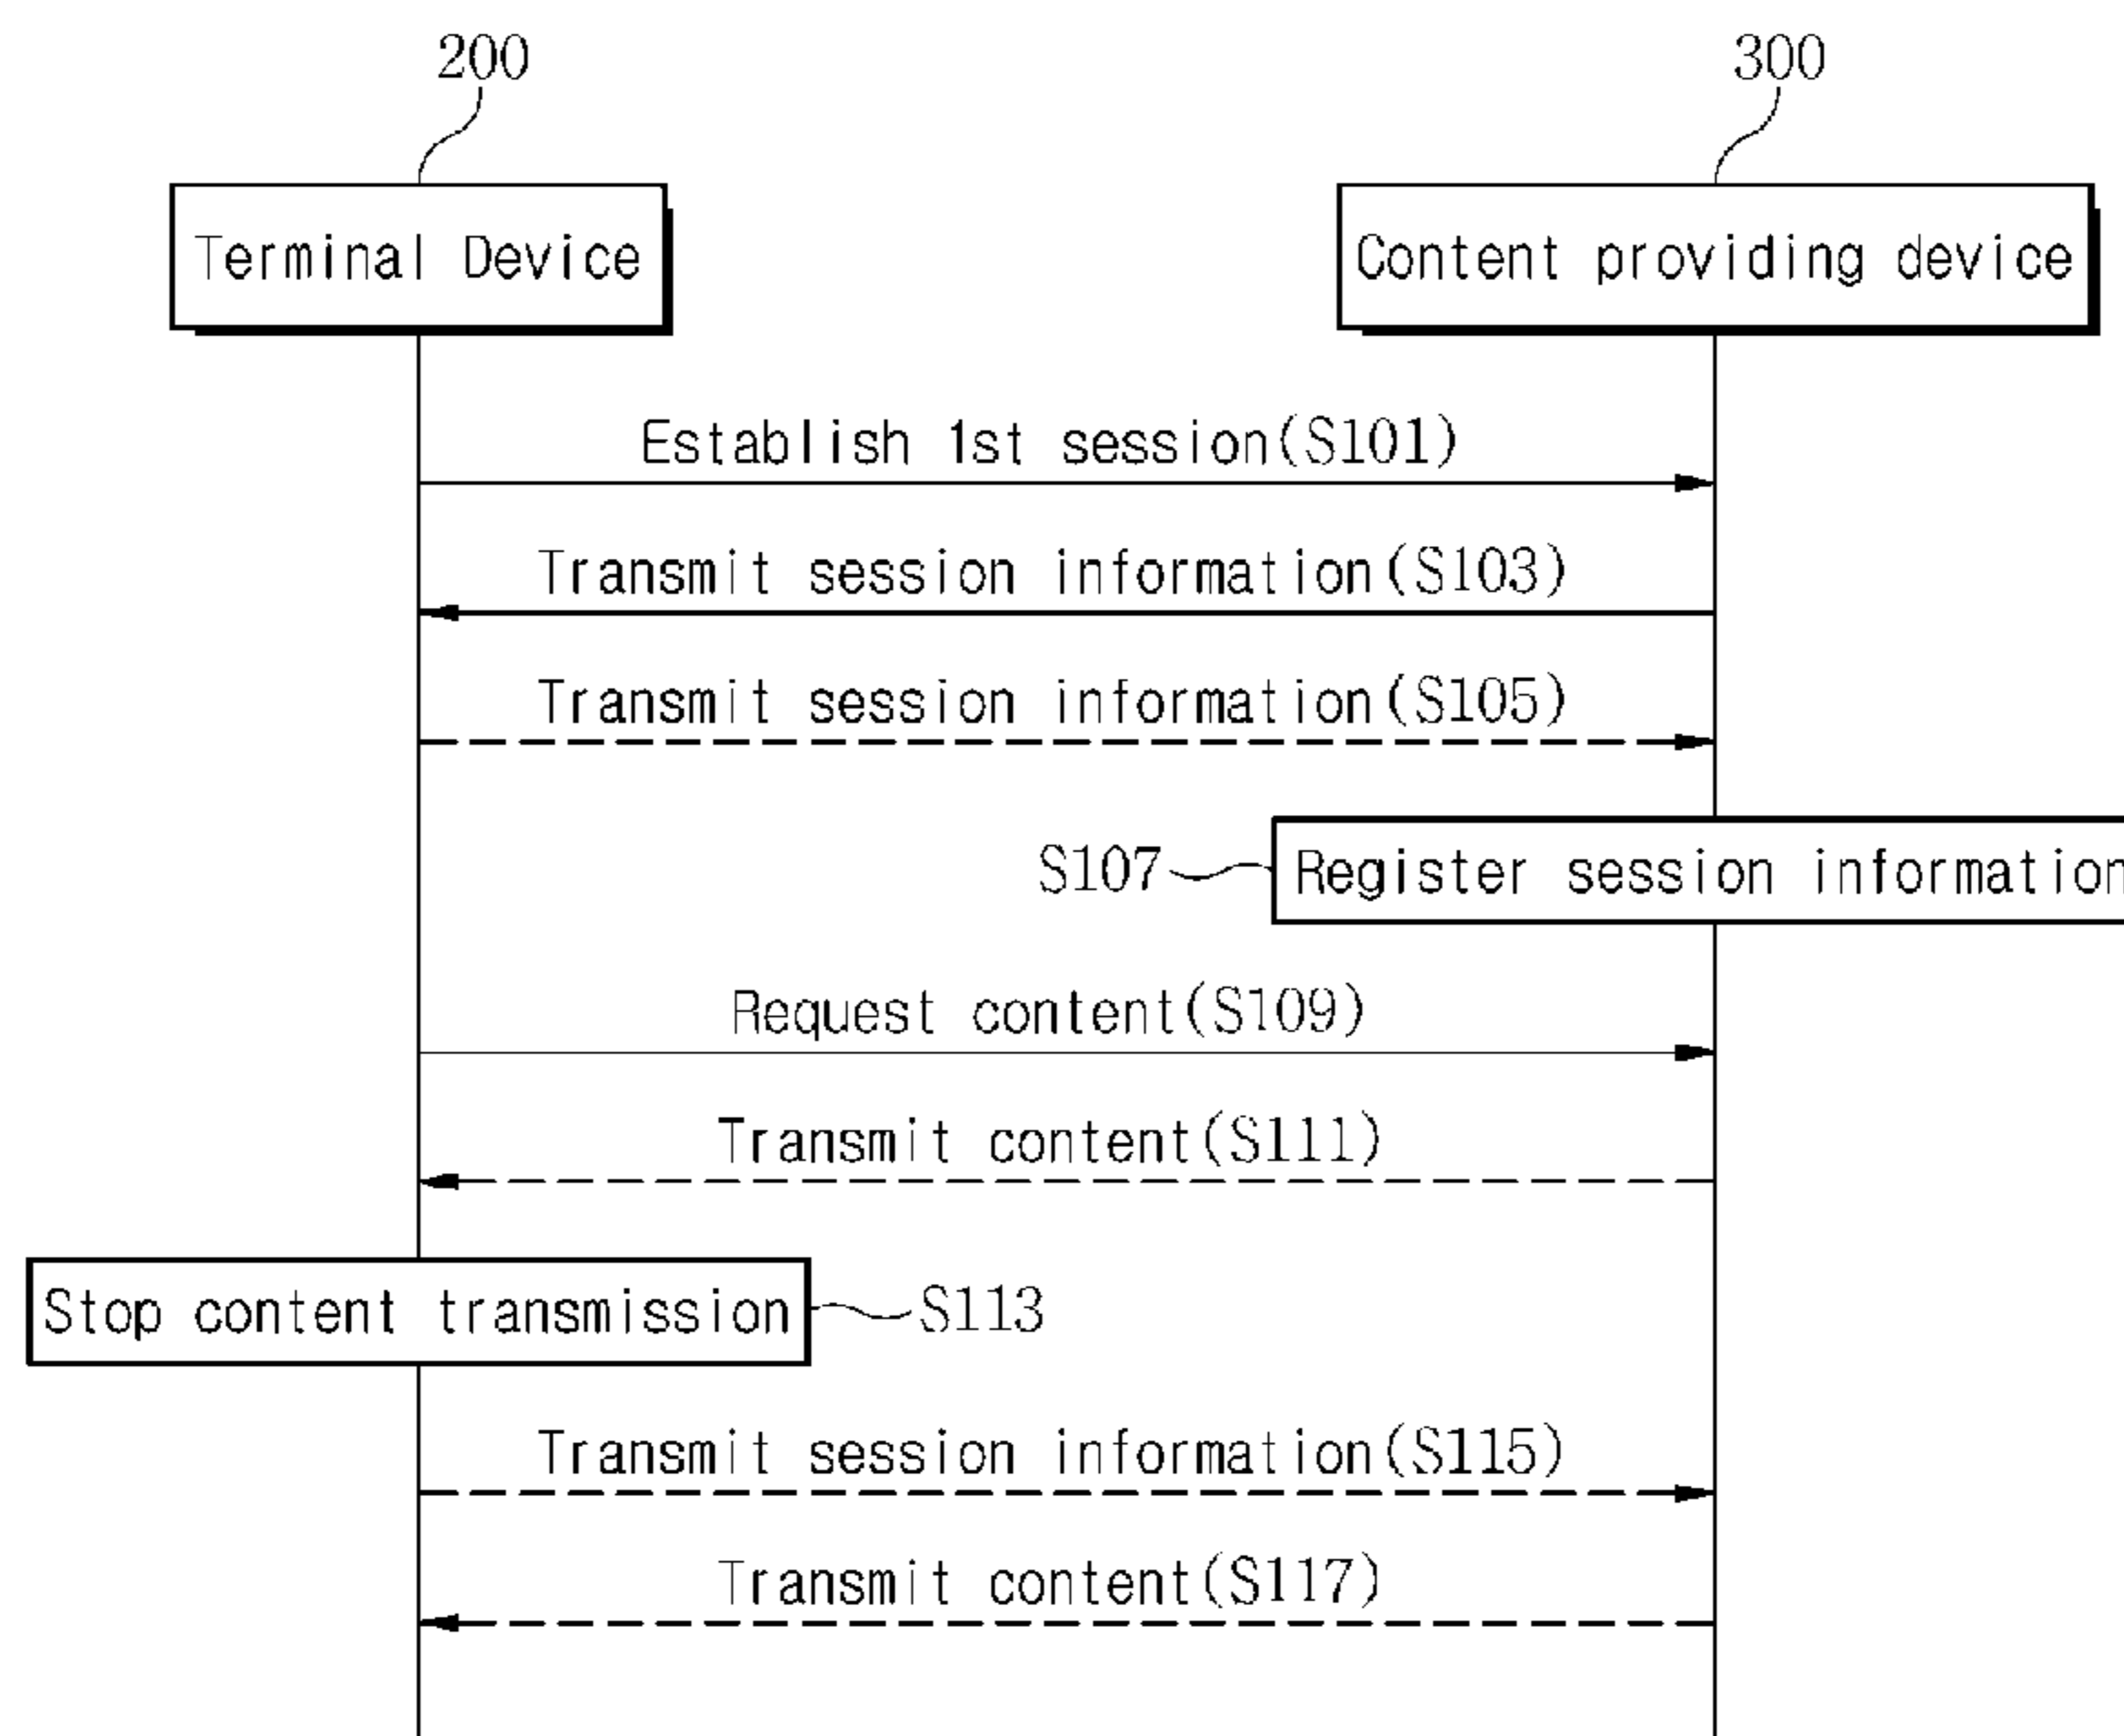 200
300
Terminal Device
Content providing device
Establish 1st session(S101)
Transmit session information(S103)
Transmit session information(S105)
S107
Register session information
Request content(S109)
Transmit content(S111)
Stop content transmission
S113
Transmit session information(S115)
Transmit content(S117)